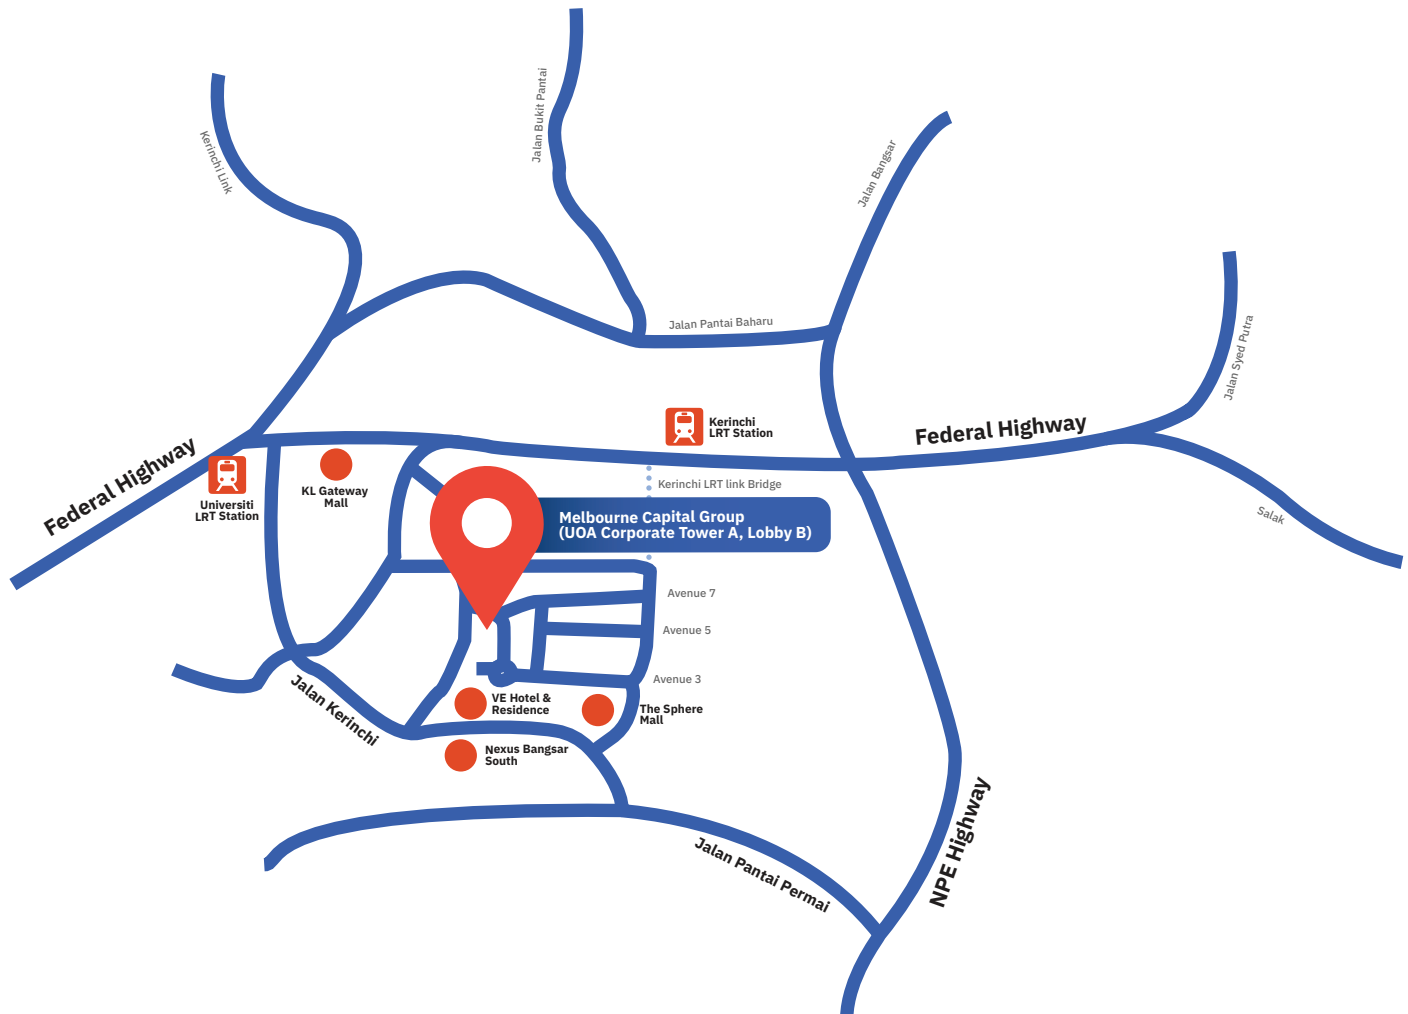 Jalan Bukit Pantai
Kerinchi Link
Jalan Bangsar
Jalan Pantai Baharu
Jalan Syed Putra
Kerinchi
LRT Station
Federal Highway
Federal Highway
KL Gateway
Mall
Universiti
LRT Station
Kerinchi LRT link Bridge
Melbourne Capital Group
(UOA Corporate Tower A, Lobby B)
Salak
Avenue 7
Avenue 5
Avenue 3
Jalan Kerinchi
VE Hotel &
Residence
The Sphere
Mall
Nexus Bangsar
South
Jalan Pantai Permai
NPE Highway